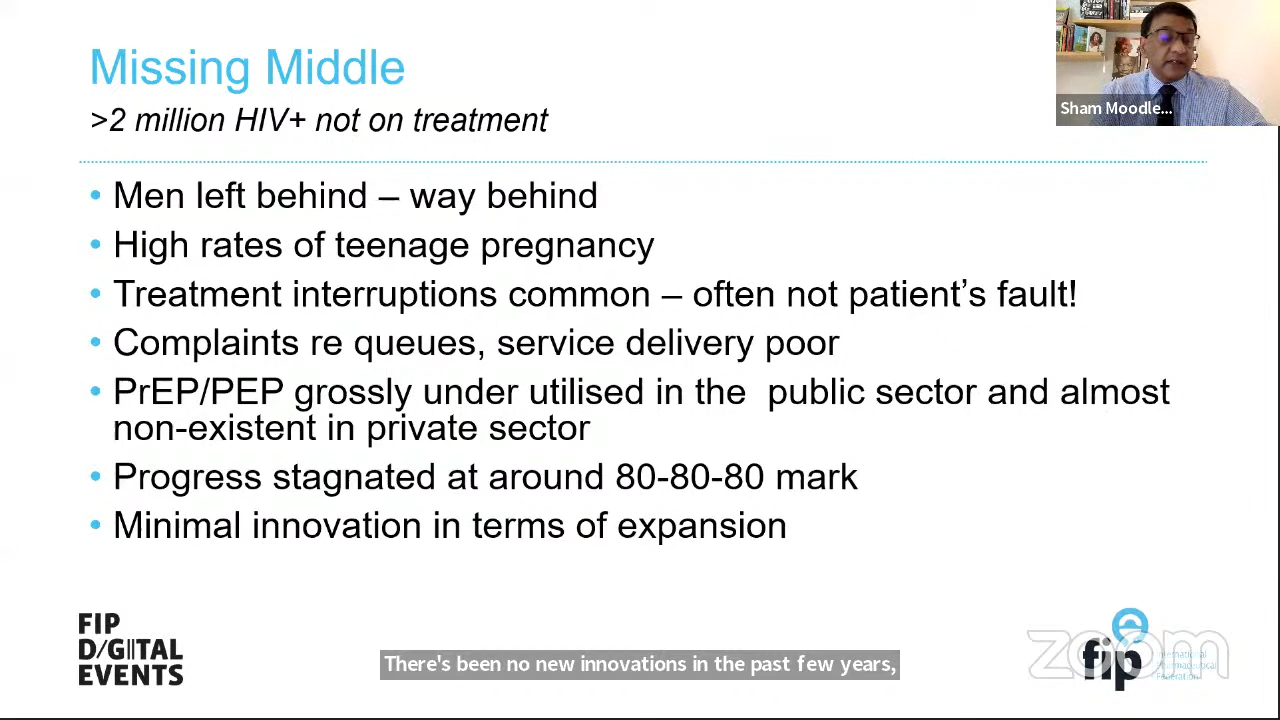 Missing Middle
>2 million HIV+ not on treatment
Sham Moodle...
• Men left behind – way behind
• High rates of teenage pregnancy
• Treatment interruptions common – often not patient’s fault!
• Complaints re queues, service delivery poor
• PrEP/PEP grossly under utilised in the  public sector and almost
non-existent in private sector
• Progress stagnated at around 80-80-80 mark
• Minimal innovation in terms of expansion
FIP
D/GITAL
EVENTS
There's been no new innovations in the past few years,
fip
International
Pharmaceutical
Federation
zoom